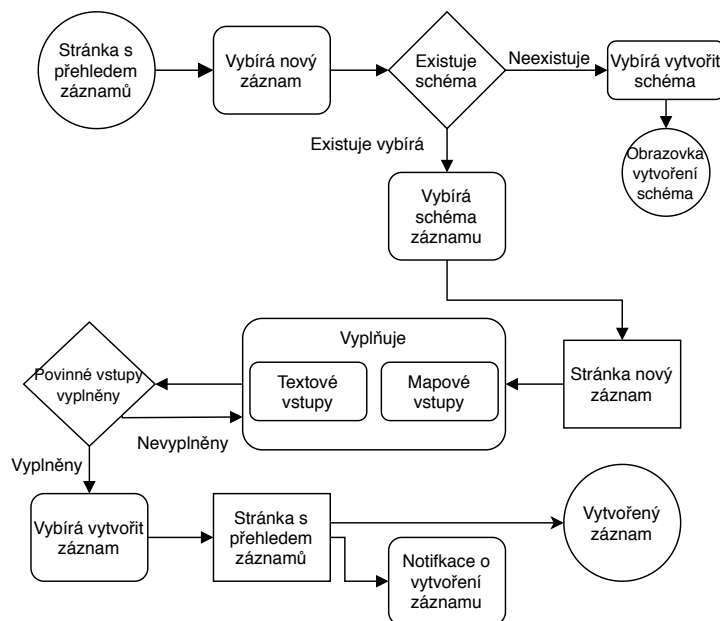 Stránka s
přehledem
záznamů
Vybírá nový
záznam
Existuje
schéma
Neexistuje
Vybírá vytvořit
schéma
Obrazovka
vytvoření
schéma
Existuje vybírá
Vybírá
schéma
záznamu
Vyplňuje
Textové
vstupy
Mapové
vstupy
Stránka nový
záznam
Povinné vstupy
vyplněny
Nevyplněny
Vyplněny
Vybírá vytvořit
záznam
Stránka s
přehledem
záznamů
Vytvořený
záznam
Notifkace o
vytvoření
záznamu